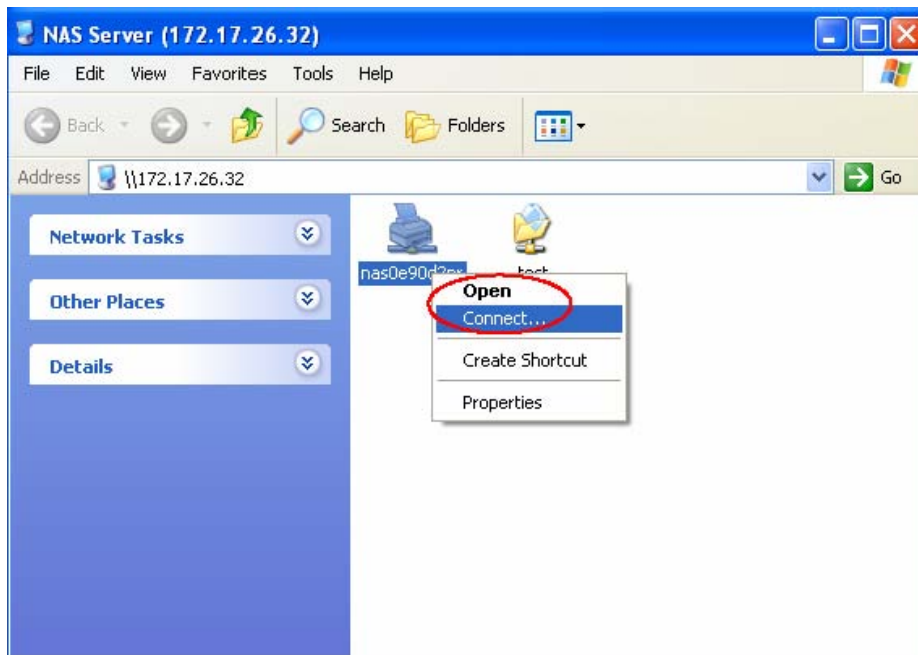 NAS Server (172.17.26.32)
File Edit View Favorites Tools Help
Back Search Folders
Address \\172.17.26.32 Go
Network Tasks
Other Places
Details
test
Open
Connect...
Create Shortcut
Properties